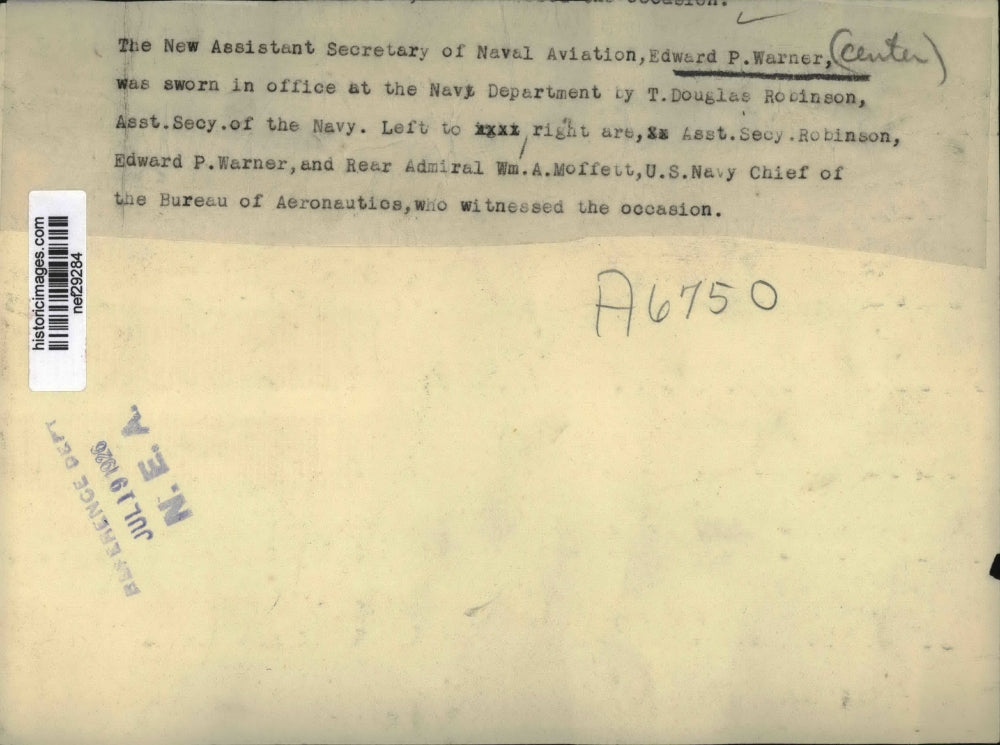 the occasion.
The New Assistant Secretary of Naval Aviation,Edward P.Warner, (center)
was sworn in office at the Navy Department by T.Douglas Robinson,
Asst.Secy.of the Navy. Left to xxxx right are,xx Asst.Secy.Robinson,
Edward P.Warner,and Rear Admiral Wm.A.Moffett,U.S.Navy Chief of
the Bureau of Aeronautics,who witnessed the occasion.
historicimages.com
nef29284
A6750
REFERENCE DEPT
JUL 19 1926
N. E. A.